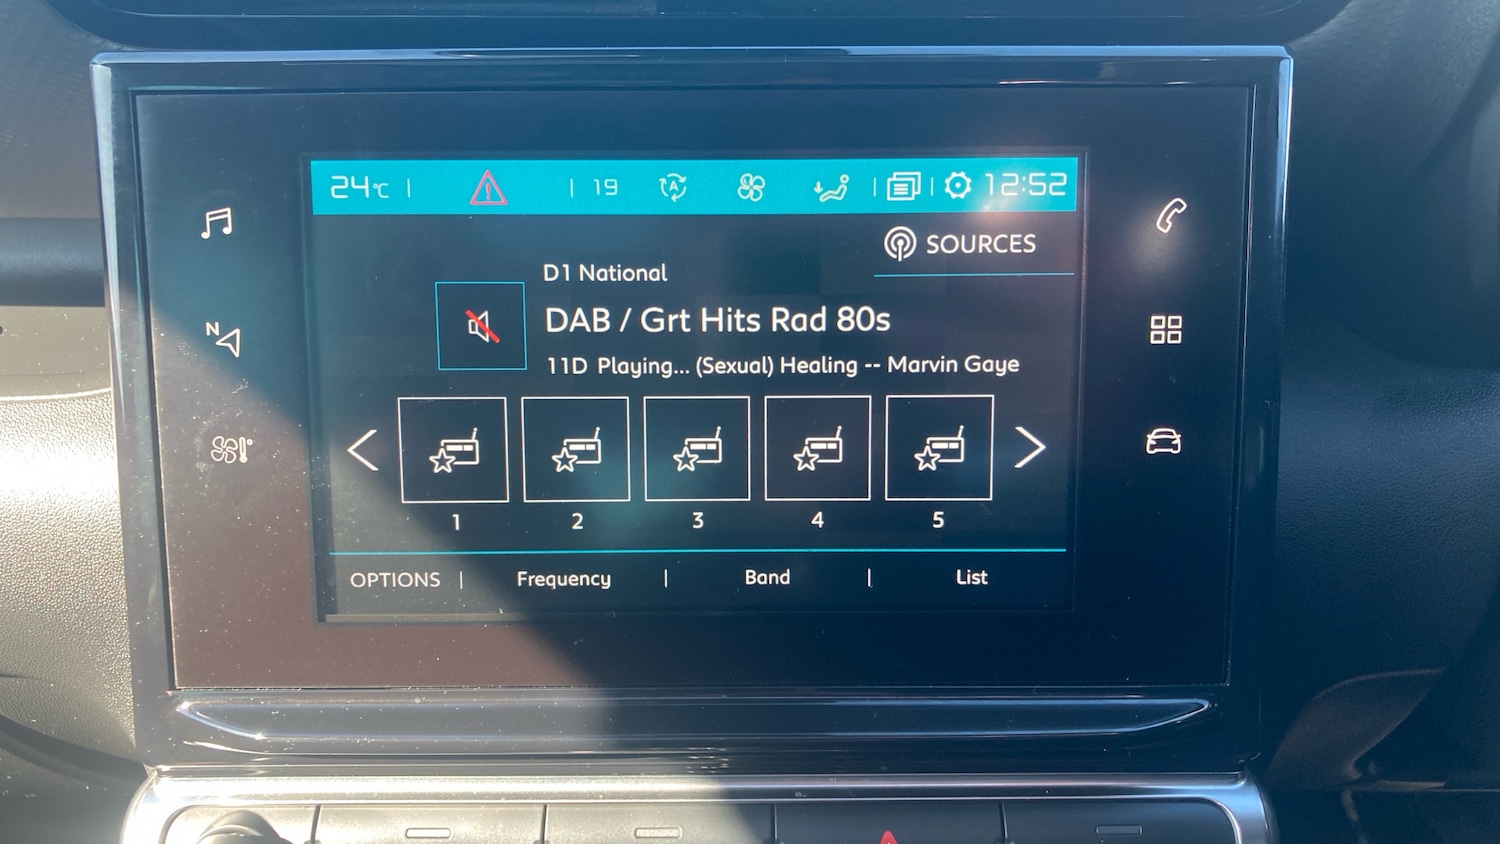 24°C | | 19 A | | 12:52
SOURCES
D1 National
DAB / Grt Hits Rad 80s
11D Playing... (Sexual) Healing -- Marvin Gaye
N
1 2 3 4 5
OPTIONS | Frequency | Band | List